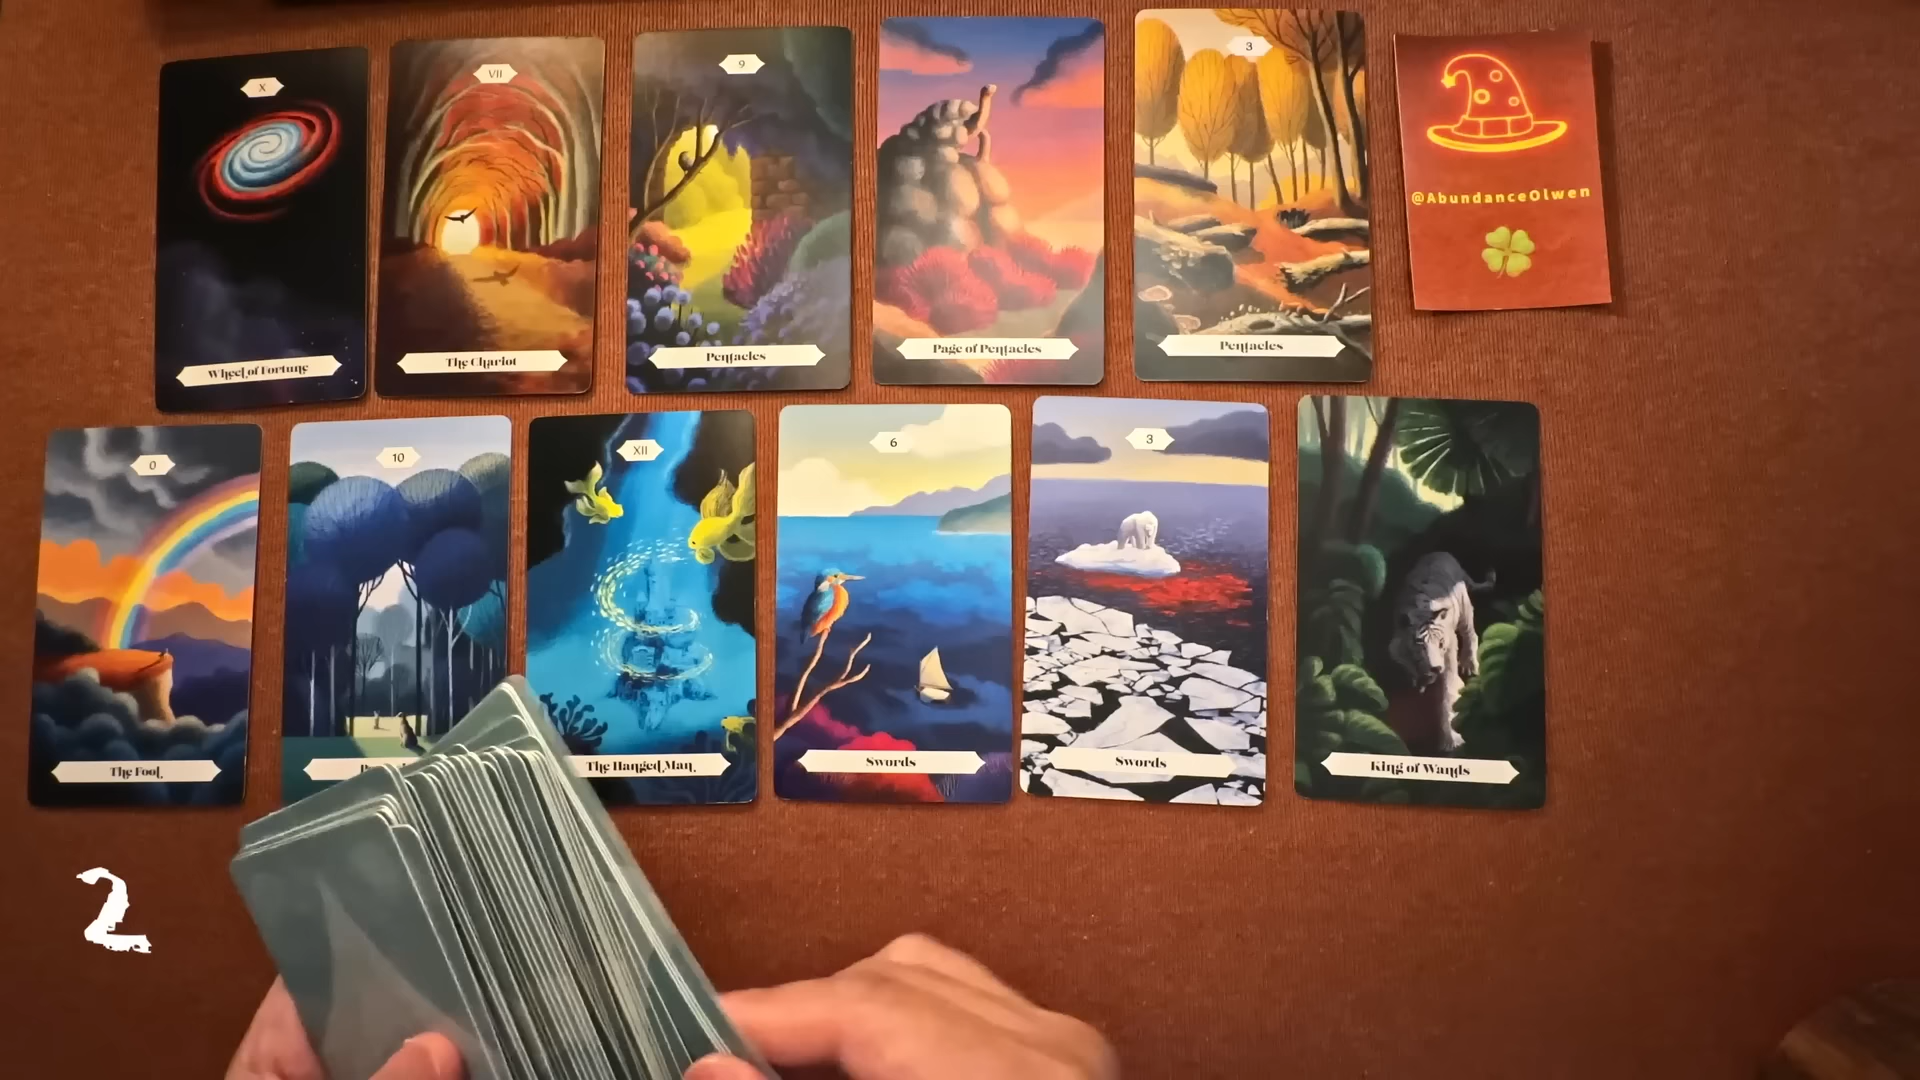 X
Wheel of Fortune
VII
The Chariot
9
Pentacles
Page of Pentacles
3
Pentacles
@AbundanceOlwen
0
The Fool
10
XII
The Hanged Man
6
Swords
3
Swords
King of Wands
2